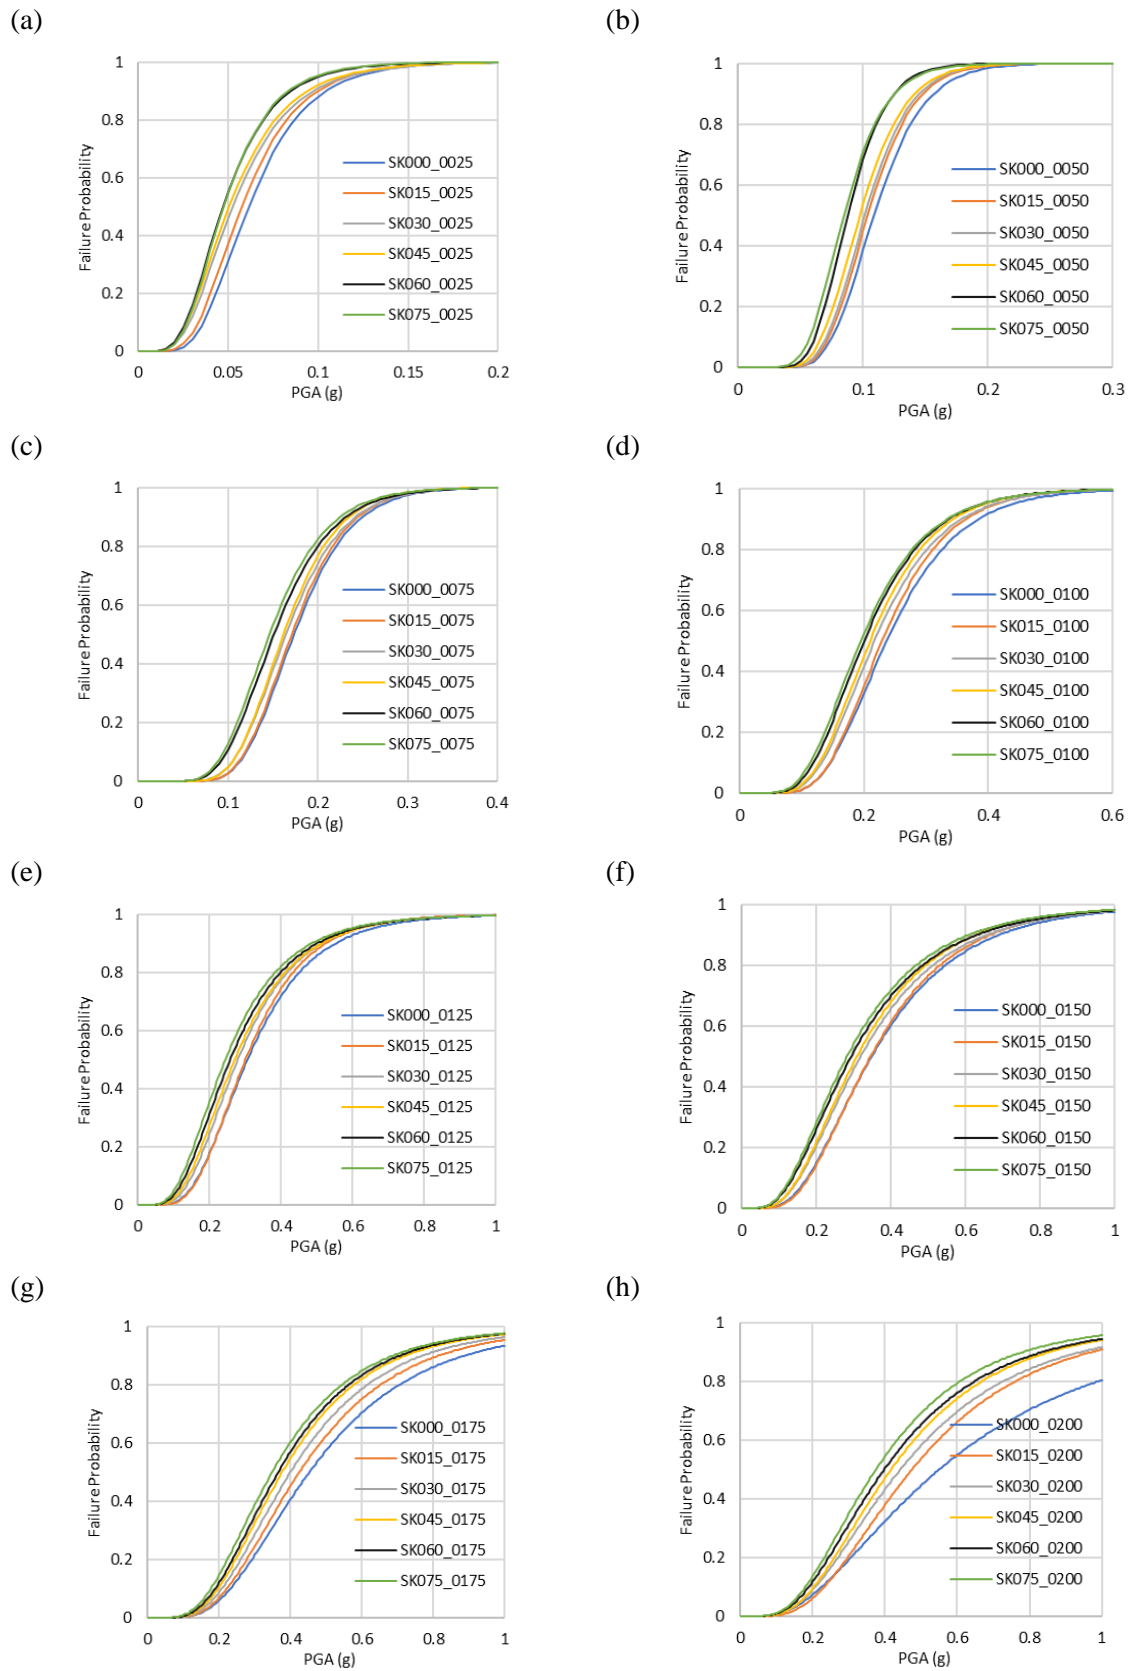 (a)
(b)
1
0.8
0.6
0.4
0.2
0
Failure Probability
SK000_0025
SK015_0025
SK030_0025
SK045_0025
SK060_0025
SK075_0025
0 0.05 0.1 0.15 0.2
PGA (g)
1
0.8
0.6
0.4
0.2
0
Failure Probability
SK000_0050
SK015_0050
SK030_0050
SK045_0050
SK060_0050
SK075_0050
0 0.1 0.2 0.3
PGA (g)
(c)
(d)
1
0.8
0.6
0.4
0.2
0
Failure Probability
SK000_0075
SK015_0075
SK030_0075
SK045_0075
SK060_0075
SK075_0075
0 0.1 0.2 0.3 0.4
PGA (g)
1
0.8
0.6
0.4
0.2
0
Failure Probability
SK000_0100
SK015_0100
SK030_0100
SK045_0100
SK060_0100
SK075_0100
0 0.2 0.4 0.6
PGA (g)
(e)
(f)
1
0.8
0.6
0.4
0.2
0
Failure Probability
SK000_0125
SK015_0125
SK030_0125
SK045_0125
SK060_0125
SK075_0125
0 0.2 0.4 0.6 0.8 1
PGA (g)
1
0.8
0.6
0.4
0.2
0
Failure Probability
SK000_0150
SK015_0150
SK030_0150
SK045_0150
SK060_0150
SK075_0150
0 0.2 0.4 0.6 0.8 1
PGA (g)
(g)
(h)
1
0.8
0.6
0.4
0.2
0
Failure Probability
SK000_0175
SK015_0175
SK030_0175
SK045_0175
SK060_0175
SK075_0175
0 0.2 0.4 0.6 0.8 1
PGA (g)
1
0.8
0.6
0.4
0.2
0
Failure Probability
SK000_0200
SK015_0200
SK030_0200
SK045_0200
SK060_0200
SK075_0200
0 0.2 0.4 0.6 0.8 1
PGA (g)